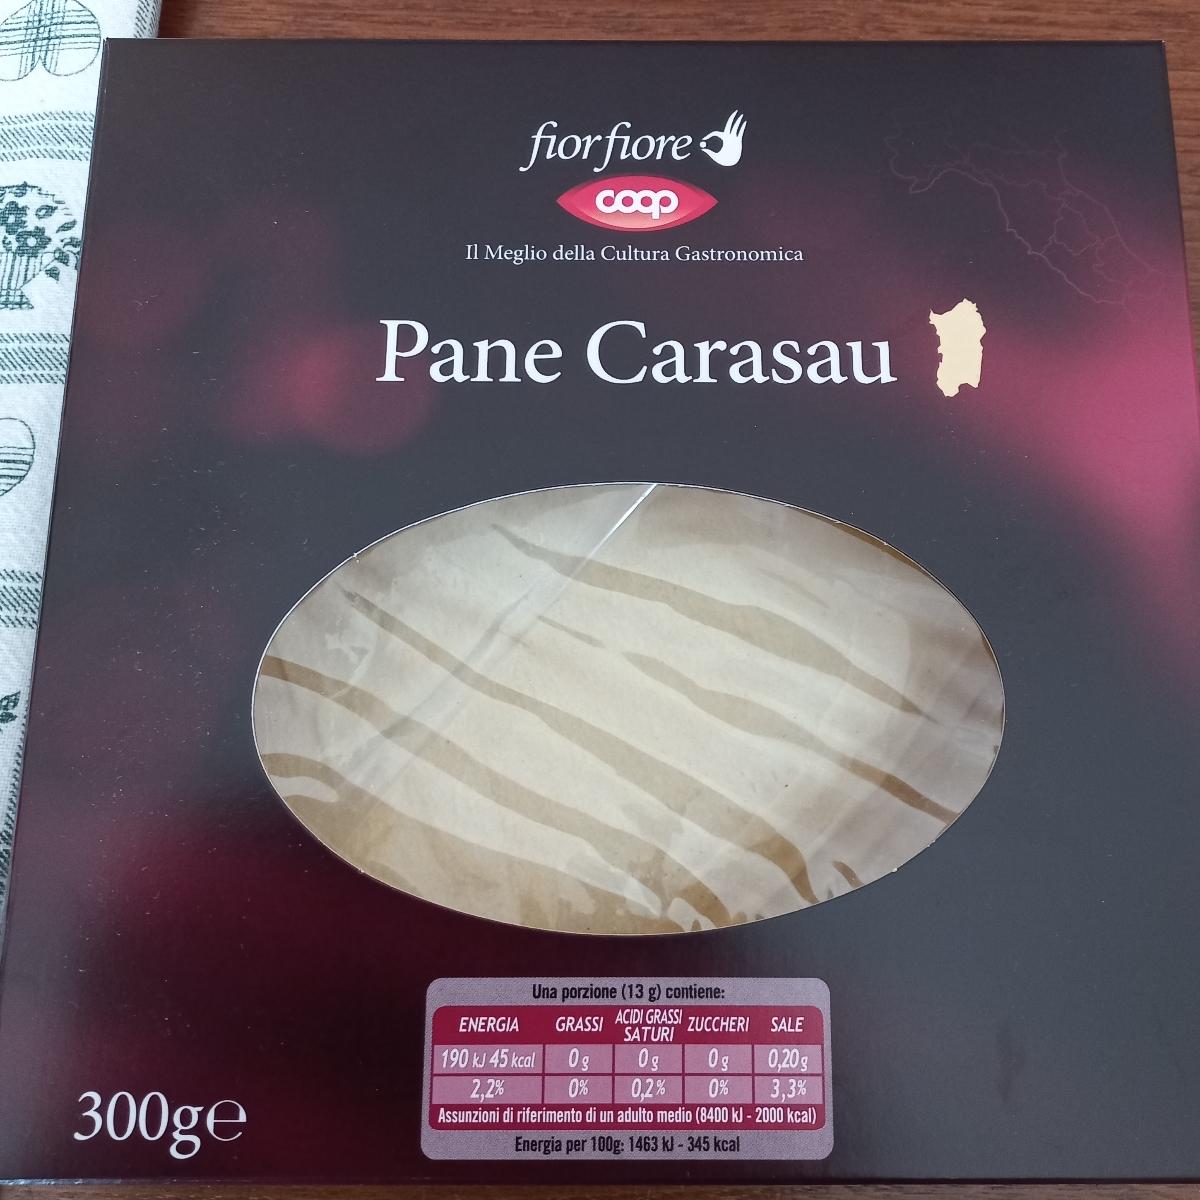 fiorfiore
coop
Il Meglio della Cultura Gastronomica
Pane Carasau
Una porzione (13 g) contiene:
ENERGIA GRASSI ACIDI GRASSI SATURI ZUCCHERI SALE
190 kJ 45 kcal 0 g 0 g 0 g 0,20 g
2,2% 0% 0,2% 0% 3,3%
Assunzioni di riferimento di un adulto medio (8400 kJ - 2000 kcal)
Energia per 100g: 1463 kJ - 345 kcal
300g℮